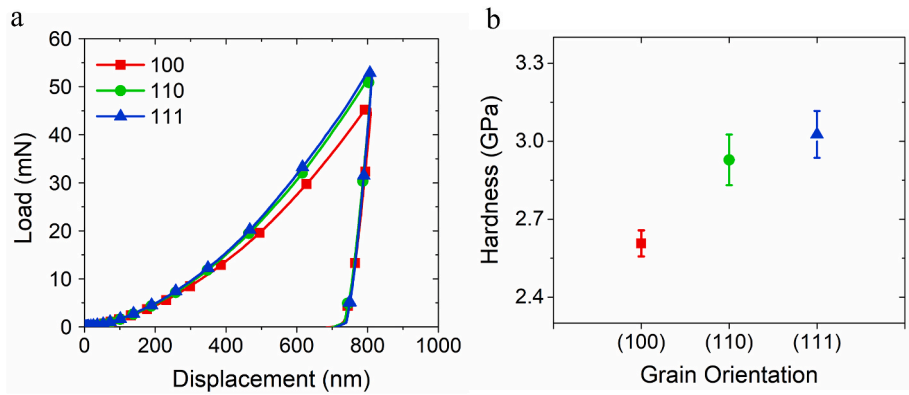 a
Load (mN)
60
50
40
30
20
10
0
100
110
111
0 200 400 600 800 1000
Displacement (nm)
b
Hardness (GPa)
3.3
3.0
2.7
2.4
(100) (110) (111)
Grain Orientation